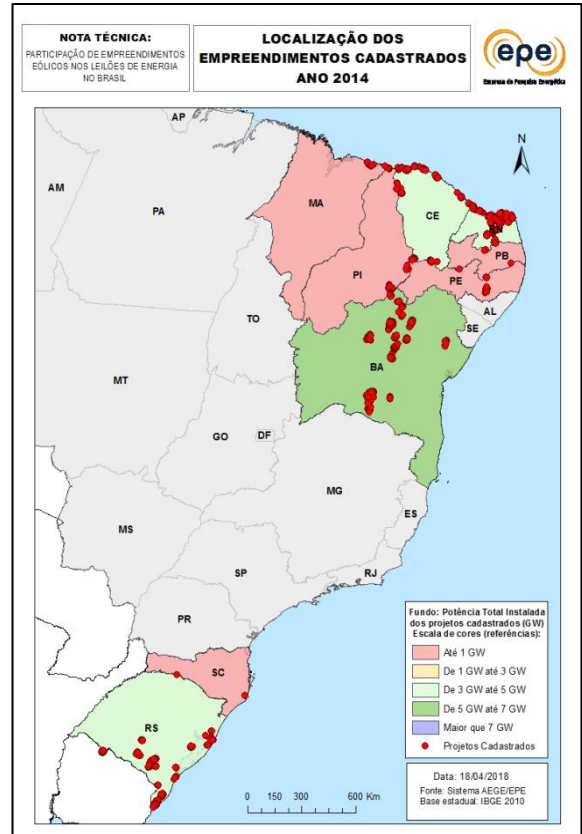 NOTA TÉCNICA:
PARTICIPAÇÃO DE EMPREENDIMENTOS
EÓLICOS NOS LEILÕES DE ENERGIA
NO BRASIL
LOCALIZAÇÃO DOS
EMPREENDIMENTOS CADASTRADOS
ANO 2014
epe
Empresa de Pesquisa Energética
N
AP
AM
PA
MA
CE
RN
PB
PI
PE
AL
SE
TO
BA
MT
GO
DF
MG
ES
MS
SP
RJ
PR
SC
RS
Fundo: Potência Total Instalada
dos projetos cadastrados (GW)
Escala de cores (referências):
Até 1 GW
De 1 GW até 3 GW
De 3 GW até 5 GW
De 5 GW até 7 GW
Maior que 7 GW
Projetos Cadastrados
Data: 18/04/2018
Fonte: Sistema AEGE/EPE
Base estadual: IBGE 2010
0 150 300 600 Km